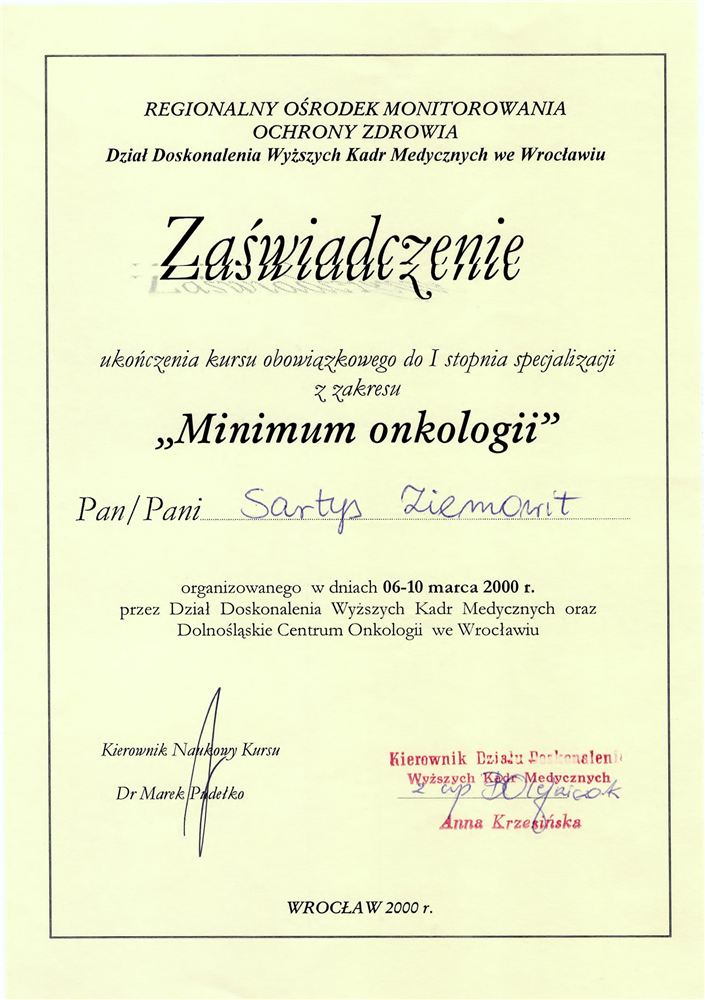 REGIONALNY OŚRODEK MONITOROWANIA
OCHRONY ZDROWIA
Dział Doskonalenia Wyższych Kadr Medycznych we Wrocławiu
Zaświadczenie
ukończenia kursu obowiązkowego do I stopnia specjalizacji
z zakresu
„Minimum onkologii”
Pan/Pani Sartys Ziemowit
organizowanego w dniach 06-10 marca 2000 r.
przez Dział Doskonalenia Wyższych Kadr Medycznych oraz
Dolnośląskie Centrum Onkologii we Wrocławiu
Kierownik Naukowy Kursu
Dr Marek Pudełko
Kierownik Działu Doskonaleni
Wyższych Kadr Medycznych
Anna Krzesińska
WROCŁAW 2000 r.